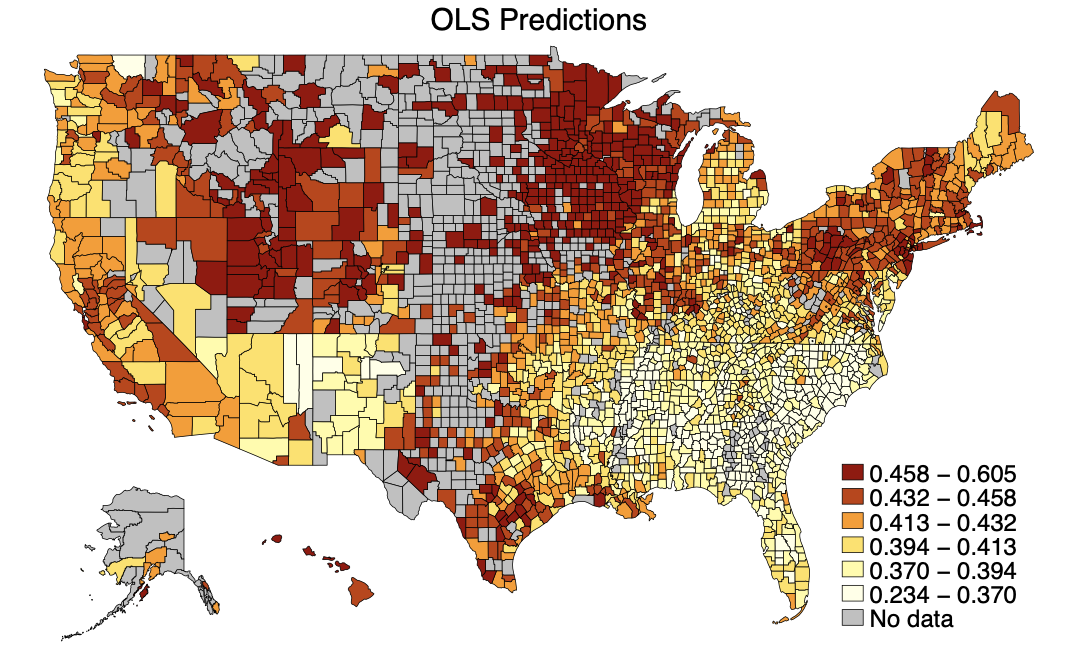 OLS Predictions
0.458 – 0.605
0.432 – 0.458
0.413 – 0.432
0.394 – 0.413
0.370 – 0.394
0.234 – 0.370
No data